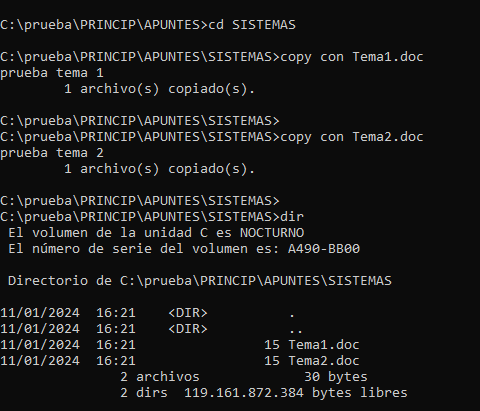 C:\prueba\PRINCIP\APUNTES>cd SISTEMAS
C:\prueba\PRINCIP\APUNTES\SISTEMAS>copy con Tema1.doc
prueba tema 1
        1 archivo(s) copiado(s).
C:\prueba\PRINCIP\APUNTES\SISTEMAS>
C:\prueba\PRINCIP\APUNTES\SISTEMAS>copy con Tema2.doc
prueba tema 2
        1 archivo(s) copiado(s).
C:\prueba\PRINCIP\APUNTES\SISTEMAS>
C:\prueba\PRINCIP\APUNTES\SISTEMAS>dir
 El volumen de la unidad C es NOCTURNO
 El número de serie del volumen es: A490-BB00
 Directorio de C:\prueba\PRINCIP\APUNTES\SISTEMAS
11/01/2024  16:21    <DIR>          .
11/01/2024  16:21    <DIR>          ..
11/01/2024  16:21                15 Tema1.doc
11/01/2024  16:21                15 Tema2.doc
               2 archivos             30 bytes
               2 dirs  119.161.872.384 bytes libres